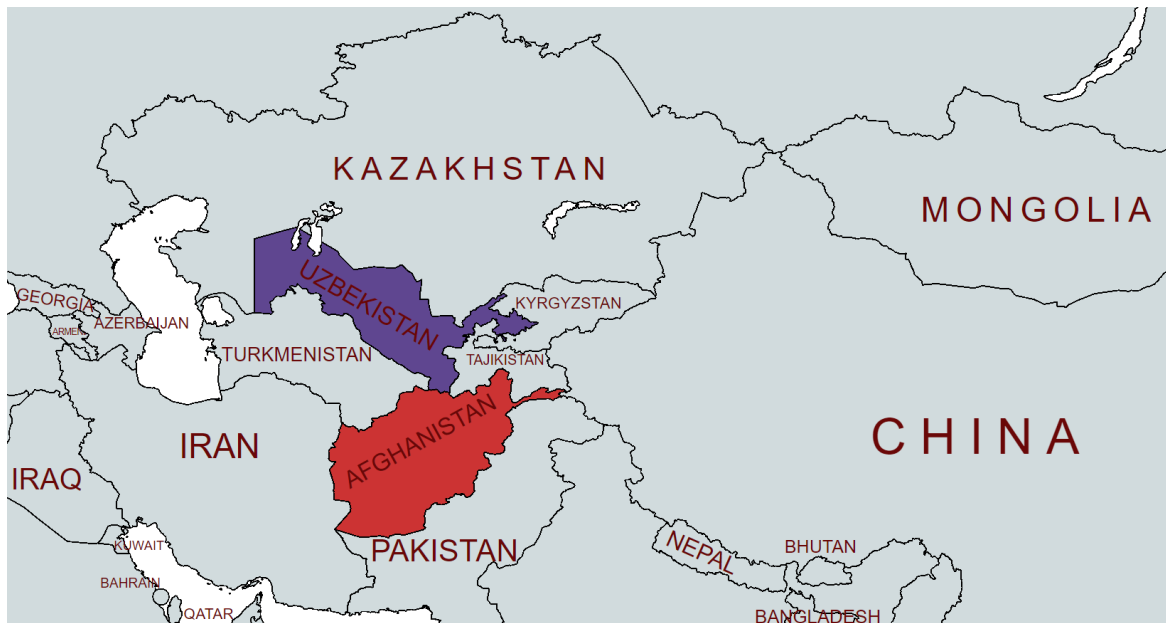 KAZAKHSTAN
MONGOLIA
UZBEKISTAN
GEORGIA
KYRGYZSTAN
AZERBAIJAN
ARMEN
TURKMENISTAN
TAJIKISTAN
AFGHANISTAN
CHINA
IRAN
IRAQ
KUWAIT
PAKISTAN
NEPAL
BHUTAN
BAHRAIN
QATAR
BANGLADESH